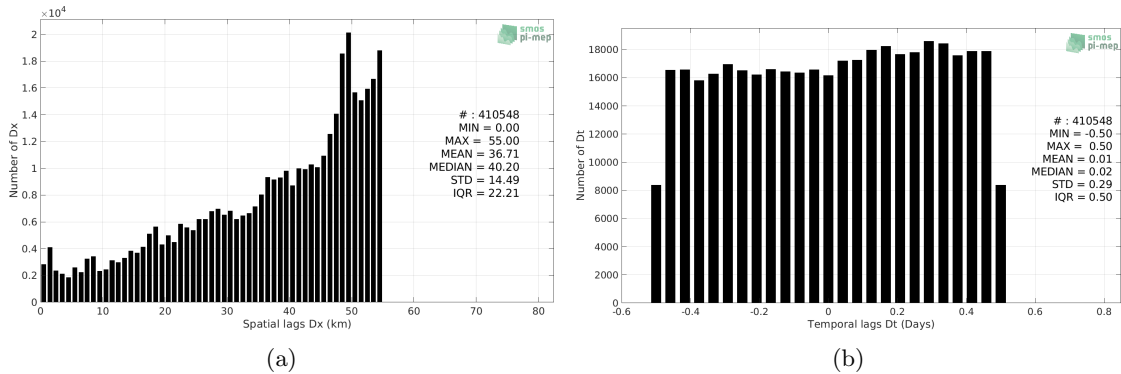 ×10⁴
2
1.8
1.6
1.4
1.2
1
0.8
0.6
0.4
0.2
0
Number of Dx
0 10 20 30 40 50 60 70 80
Spatial lags Dx (km)
smos
pi-mep
# : 410548
MIN = 0.00
MAX = 55.00
MEAN = 36.71
MEDIAN = 40.20
STD = 14.49
IQR = 22.21
(a)
18000
16000
14000
12000
10000
8000
6000
4000
2000
0
Number of Dt
-0.6 -0.4 -0.2 0 0.2 0.4 0.6 0.8
Temporal lags Dt (Days)
smos
pi-mep
# : 410548
MIN = -0.50
MAX = 0.50
MEAN = 0.01
MEDIAN = 0.02
STD = 0.29
IQR = 0.50
(b)